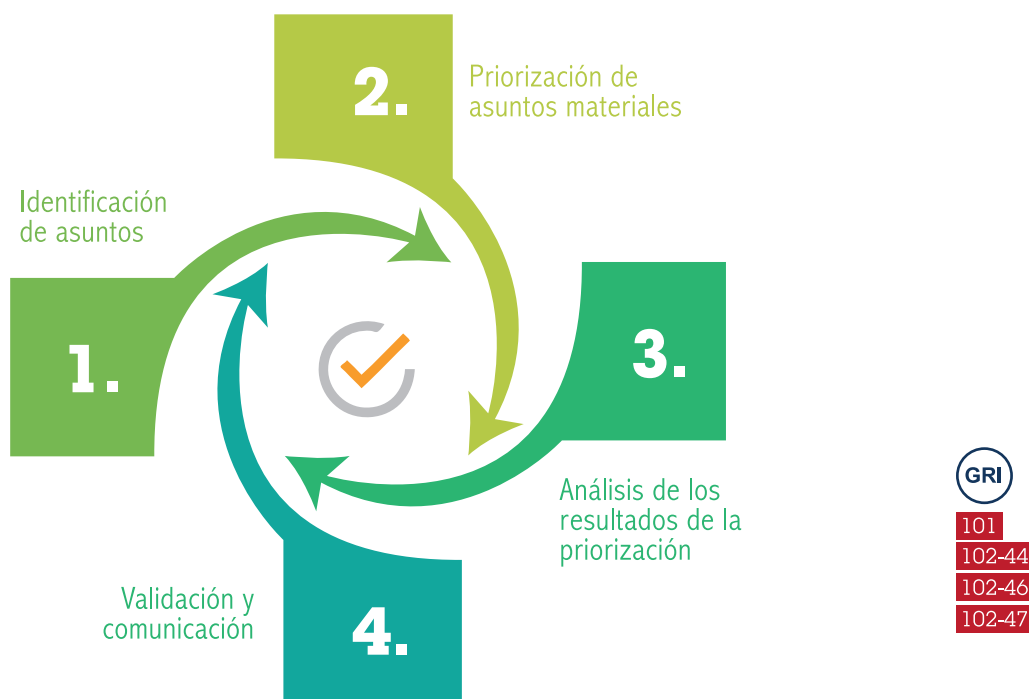 2.
Priorización de
asuntos materiales
Identificación
de asuntos
1.
3.
Análisis de los
resultados de la
priorización
Validación y
comunicación
4.
GRI
101
102-44
102-46
102-47